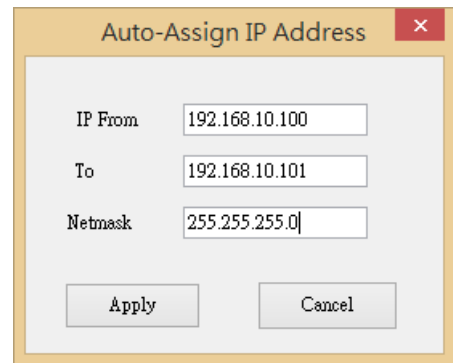 Auto-Assign IP Address
IP From 192.168.10.100
To 192.168.10.101
Netmask 255.255.255.0
Apply Cancel